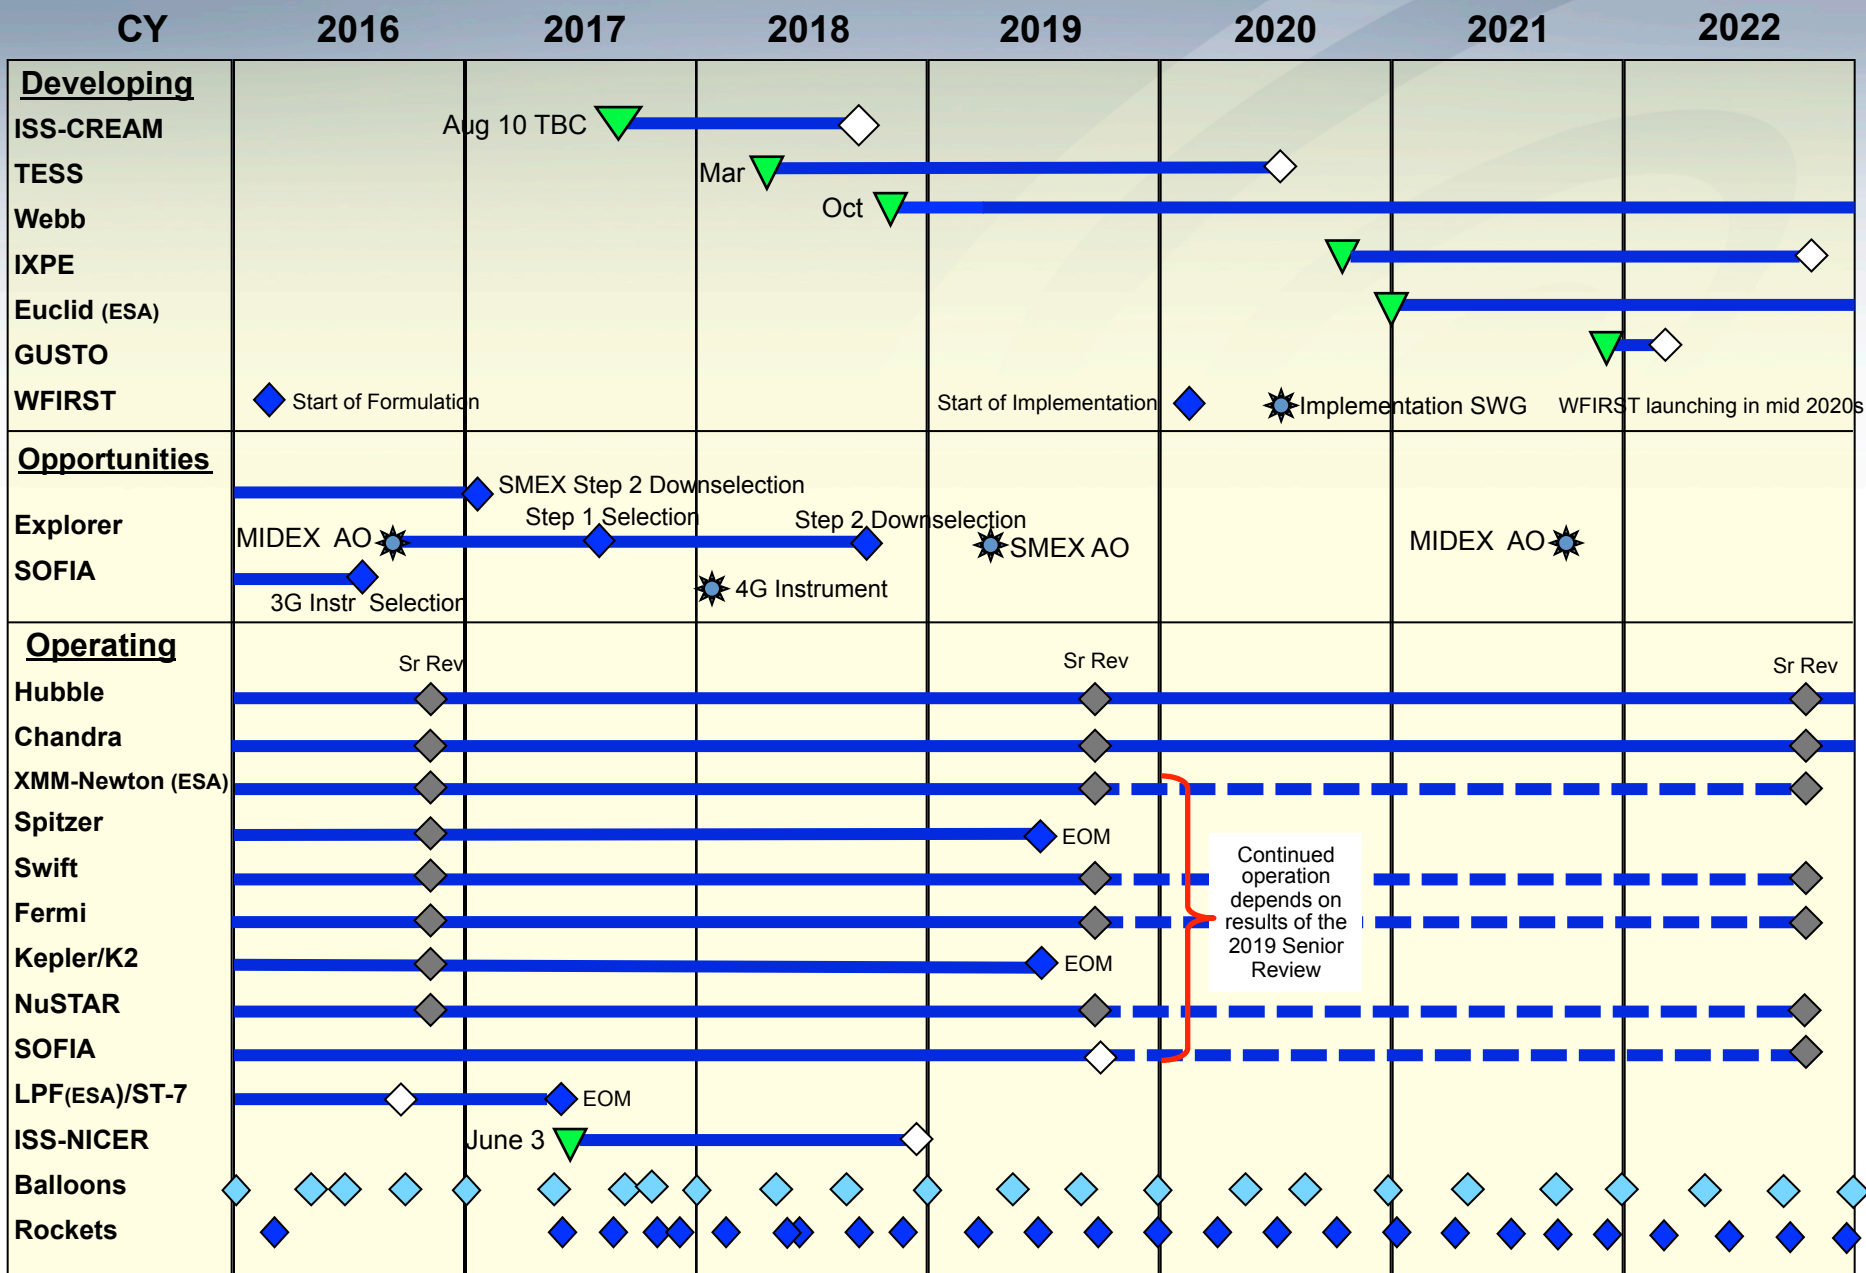 CY 2016 2017 2018 2019 2020 2021 2022
Developing
ISS-CREAM Aug 10 TBC
TESS Mar
Webb Oct
IXPE
Euclid (ESA)
GUSTO
WFIRST Start of Formulation Start of Implementation Implementation SWG WFIRST launching in mid 2020s
Opportunities
SMEX Step 2 Downselection
Step 1 Selection Step 2 Downselection
Explorer MIDEX AO SMEX AO MIDEX AO
SOFIA
4G Instrument
3G Instr Selection
Operating
Sr Rev Sr Rev Sr Rev
Hubble
Chandra
XMM-Newton (ESA)
Spitzer EOM
Swift
Fermi
Kepler/K2 EOM
Continued
operation
depends on
results of the
2019 Senior
Review
NuSTAR
SOFIA
LPF(ESA)/ST-7 EOM
ISS-NICER June 3
Balloons
Rockets